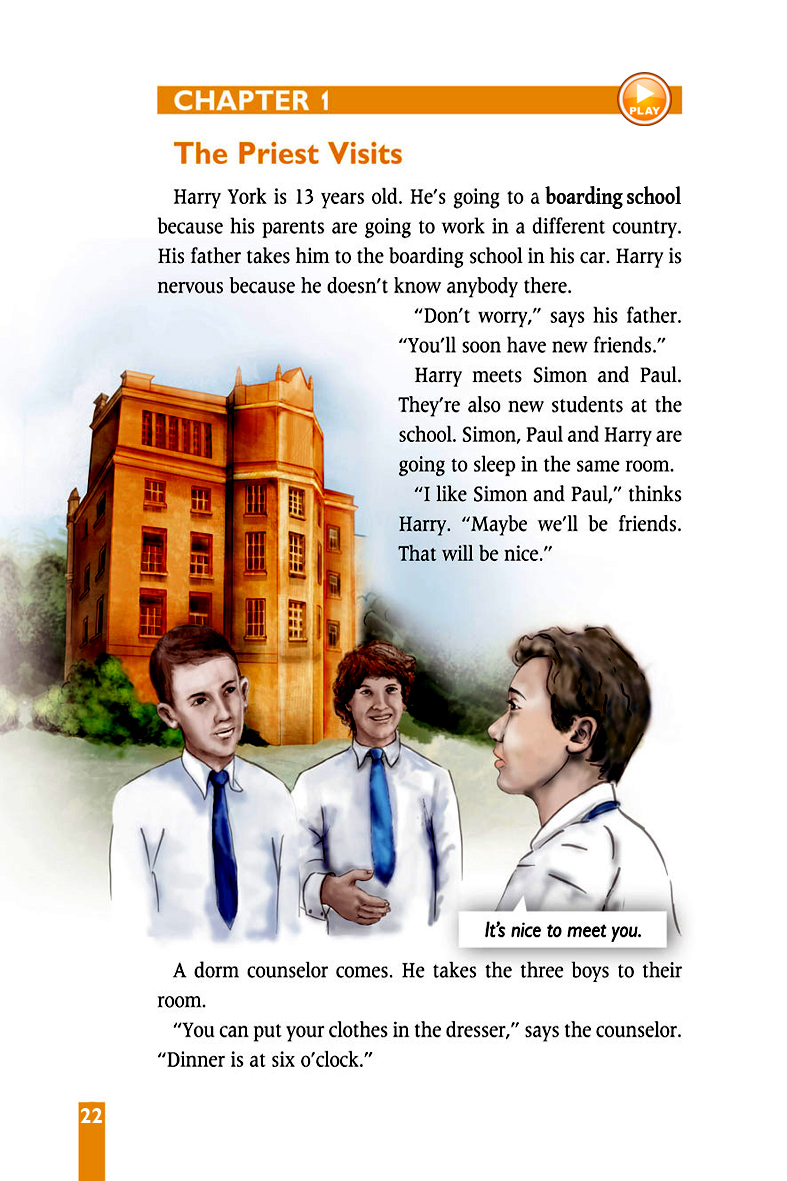 CHAPTER 1
PLAY
The Priest Visits
Harry York is 13 years old. He's going to a boarding school
because his parents are going to work in a different country.
His father takes him to the boarding school in his car. Harry is
nervous because he doesn't know anybody there.
“Don't worry,” says his father.
“You'll soon have new friends.”
Harry meets Simon and Paul.
They're also new students at the
school. Simon, Paul and Harry are
going to sleep in the same room.
“I like Simon and Paul,” thinks
Harry. “Maybe we'll be friends.
That will be nice.”
It's nice to meet you.
A dorm counselor comes. He takes the three boys to their
room.
“You can put your clothes in the dresser,” says the counselor.
“Dinner is at six o'clock.”
22